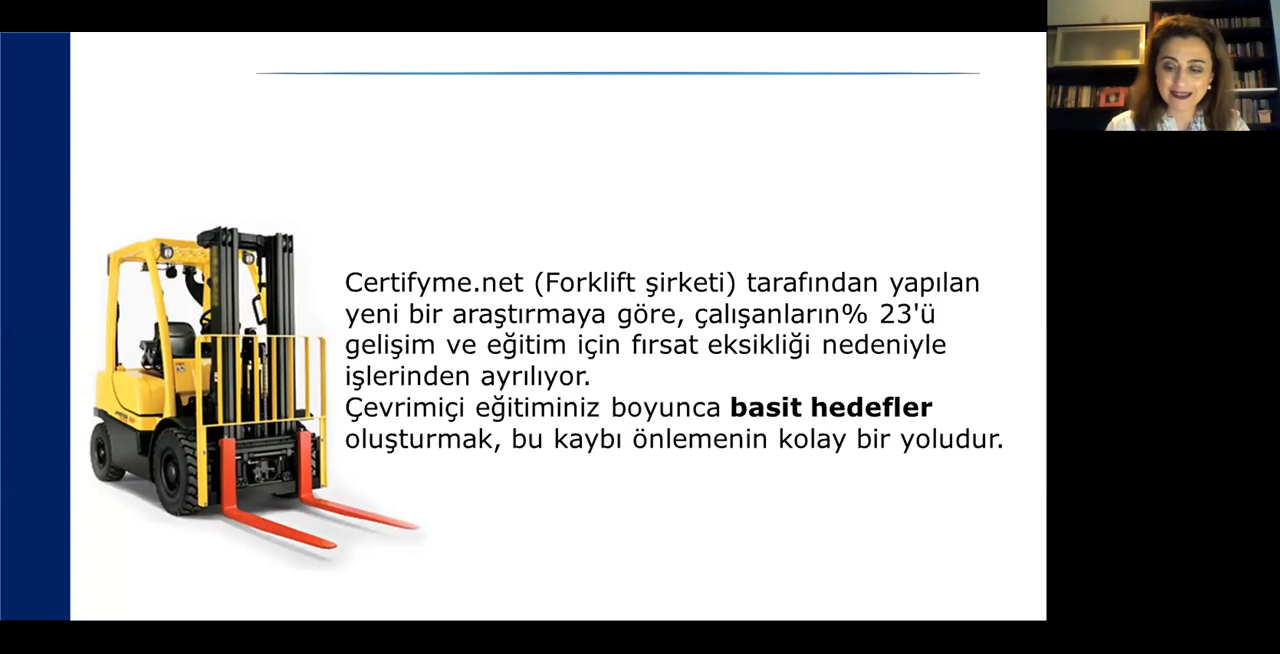 Certifyme.net (Forklift şirketi) tarafından yapılan
yeni bir araştırmaya göre, çalışanların% 23'ü
gelişim ve eğitim için fırsat eksikliği nedeniyle
işlerinden ayrılıyor.
Çevrimiçi eğitiminiz boyunca basit hedefler
oluşturmak, bu kaybı önlemenin kolay bir yoludur.